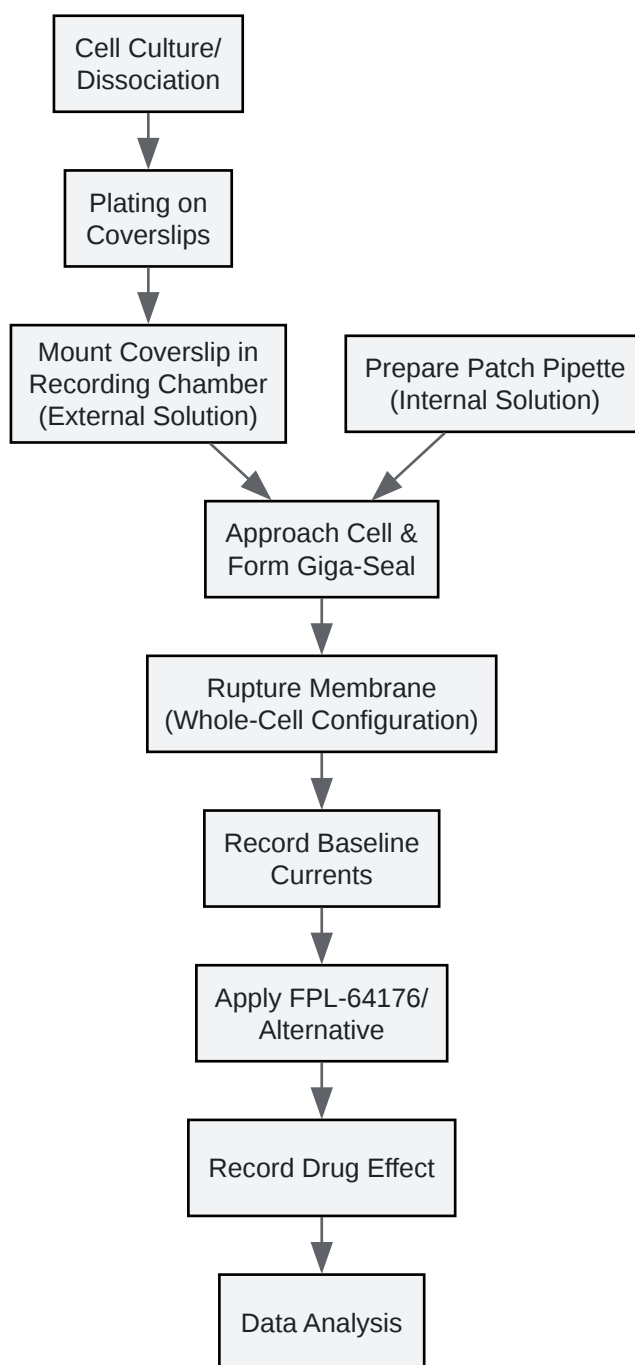 Cell Culture/
Dissociation
Plating on
Coverslips
Mount Coverslip in
Recording Chamber
(External Solution)
Prepare Patch Pipette
(Internal Solution)
Approach Cell &
Form Giga-Seal
Rupture Membrane
(Whole-Cell Configuration)
Record Baseline
Currents
Apply FPL-64176/
Alternative
Record Drug Effect
Data Analysis